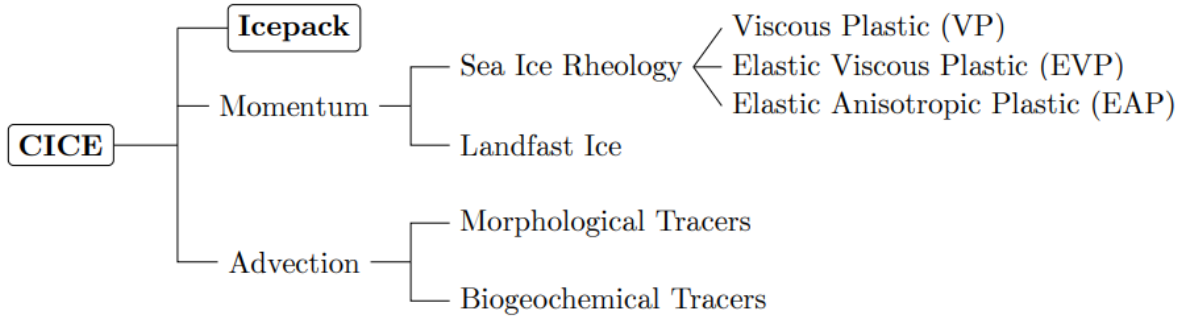 Icepack
Viscous Plastic (VP)
Sea Ice Rheology
Elastic Viscous Plastic (EVP)
Elastic Anisotropic Plastic (EAP)
Momentum
CICE
Landfast Ice
Morphological Tracers
Advection
Biogeochemical Tracers